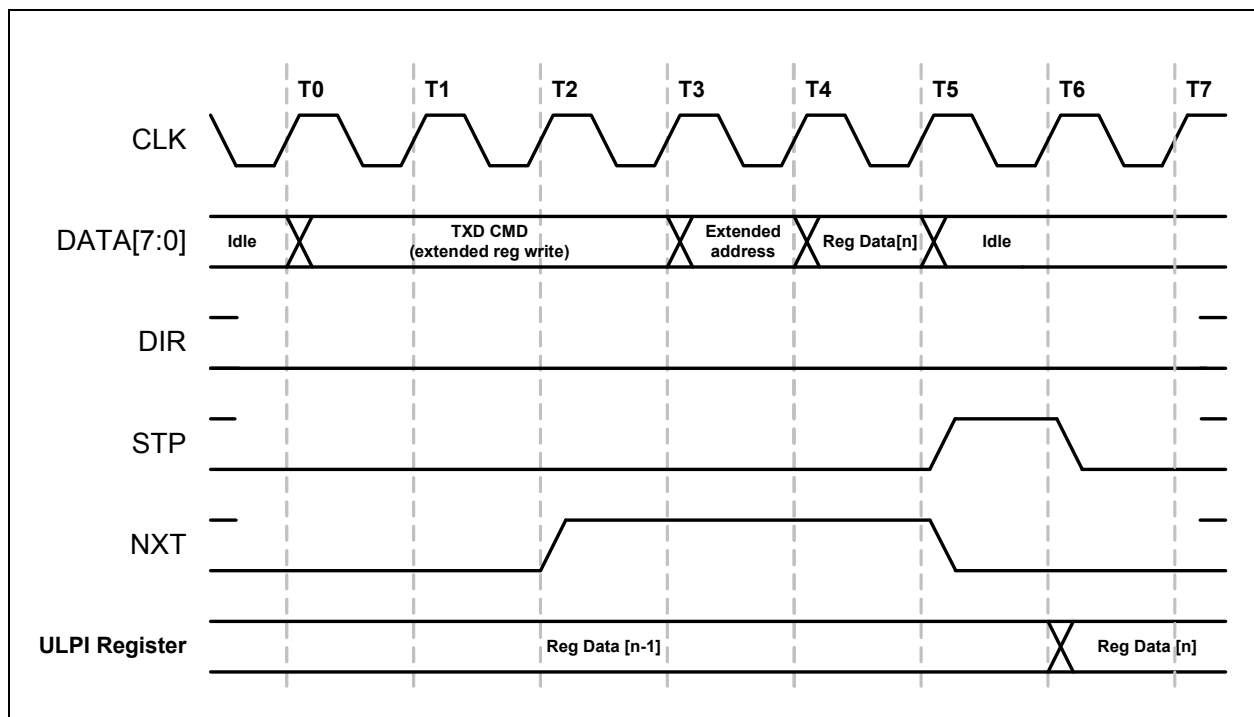 T0 T1 T2 T3 T4 T5 T6 T7
CLK
DATA[7:0]
Idle
TXD CMD
(extended reg write)
Extended
address
Reg Data[n]
Idle
DIR
STP
NXT
ULPI Register
Reg Data [n-1]
Reg Data [n]